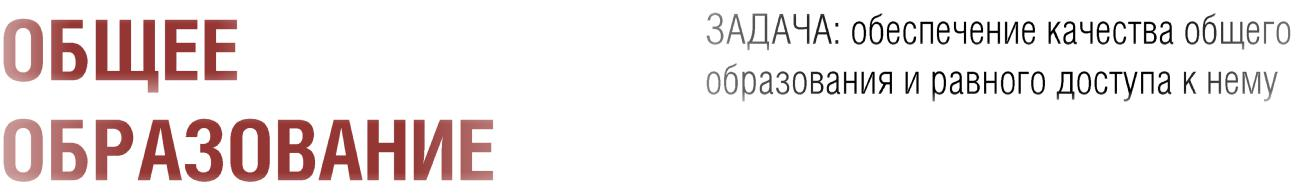 ОБЩЕЕ
ОБРАЗОВАНИЕ
ЗАДАЧА: обеспечение качества общего
образования и равного доступа к нему